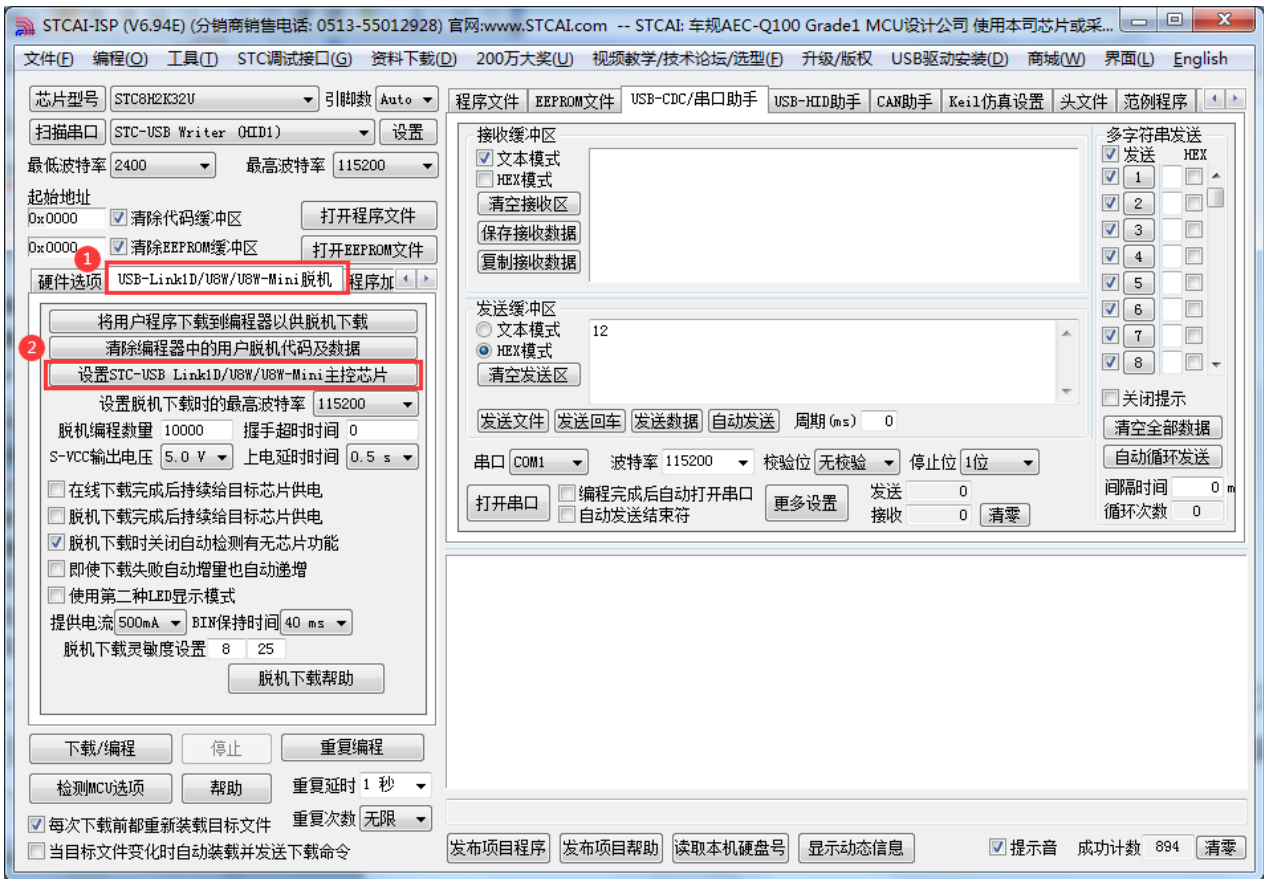 STCAI-ISP (V6.94E) (分销商销售电话: 0513-55012928) 官网:www.STCAI.com -- STCAI: 车规AEC-Q100 Grade1 MCU设计公司 使用本司芯片或采...
文件(F) 编程(O) 工具(T) STC调试接口(G) 资料下载(D) 200万大奖(U) 视频教学/技术论坛/选型(E) 升级/版权 USB驱动安装(D) 商城(W) 界面(L) English
芯片型号 STC8H2K32U 引脚数 Auto
扫描串口 STC-USB Writer (HID1) 设置
最低波特率 2400 最高波特率 115200
起始地址
0x0000 清除代码缓冲区 打开程序文件
0x0000 清除EEPROM缓冲区 打开EEPROM文件
1
硬件选项 USB-Link1D/U8W/U8W-Mini脱机 程序加
将用户程序下载到编程器以供脱机下载
2
清除编程器中的用户脱机代码及数据
设置STC-USB Link1D/U8W/U8W-Mini主控芯片
设置脱机下载时的最高波特率 115200
脱机编程数量 10000 握手超时时间 0
S-VCC输出电压 5.0 V 上电延时时间 0.5 s
在线下载完成后持续给目标芯片供电
脱机下载完成后持续给目标芯片供电
脱机下载时关闭自动检测有无芯片功能
即使下载失败自动增量也自动递增
使用第二种LED显示模式
提供电流 500mA BIN保持时间 40 ms
脱机下载灵敏度设置 8 25
脱机下载帮助
下载/编程 停止 重复编程
检测MCU选项 帮助 重复延时 1 秒
每次下载前都重新装载目标文件 重复次数 无限
当目标文件变化时自动装载并发送下载命令
程序文件 EEPROM文件 USB-CDC/串口助手 USB-HID助手 CAN助手 Keil仿真设置 头文件 范例程序
接收缓冲区
文本模式
HEX模式
清空接收区
保存接收数据
复制接收数据
发送缓冲区
文本模式 12
HEX模式
清空发送区
发送文件 发送回车 发送数据 自动发送 周期(ms) 0
串口 COM1 波特率 115200 校验位 无校验 停止位 1位
打开串口 编程完成后自动打开串口 更多设置 发送 0
自动发送结束符 接收 0 清零
多字符串发送
发送 HEX
1
2
3
4
5
6
7
8
关闭提示
清空全部数据
自动循环发送
间隔时间 0 m
循环次数 0
发布项目程序 发布项目帮助 读取本机硬盘号 显示动态信息 提示音 成功计数 894 清零